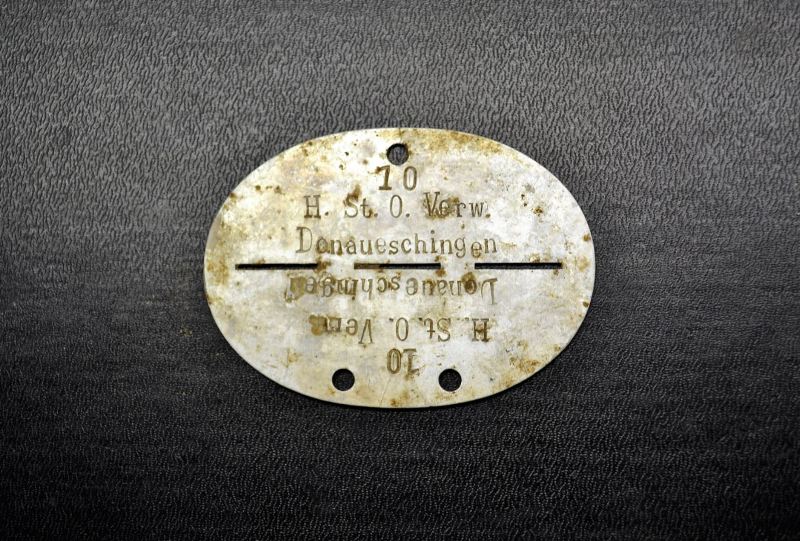 10
H. St. O. Verw.
Donaueschingen
Donaueschingen
H. St. O. Verw.
10